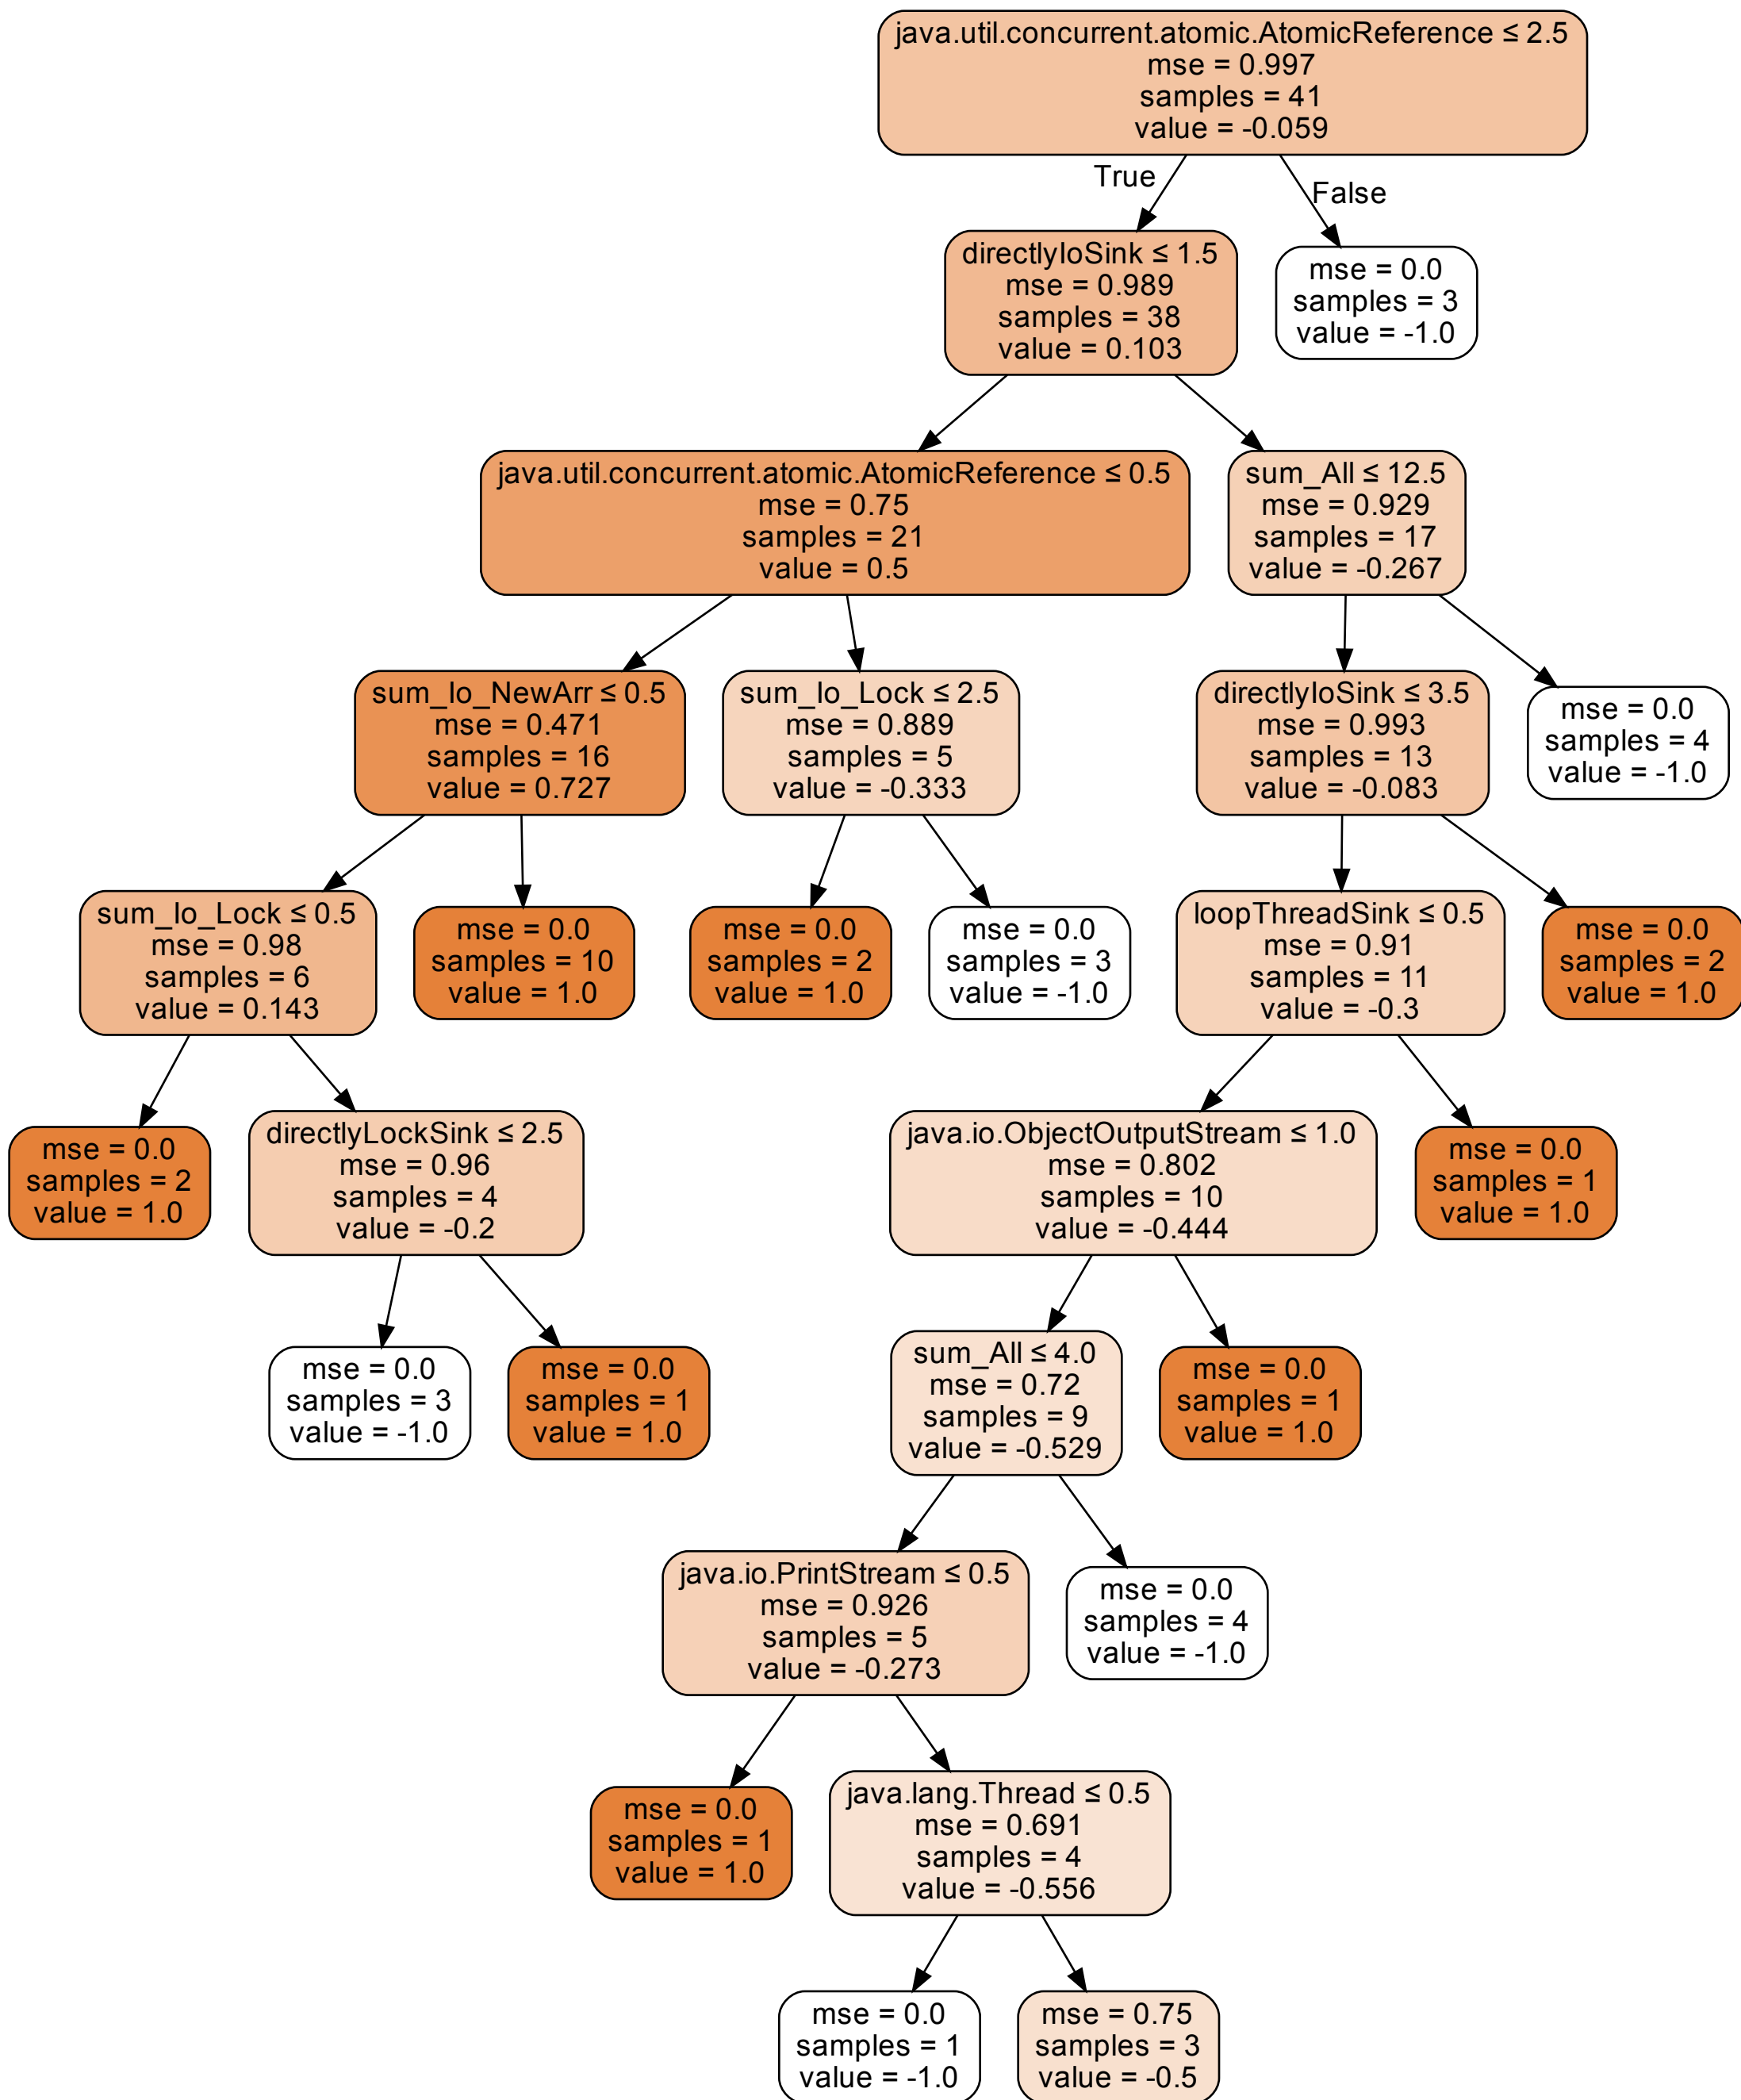 java.util.concurrent.atomic.AtomicReference ≤ 2.5
mse = 0.997
samples = 41
value = -0.059
True
False
directlyIoSink ≤ 1.5
mse = 0.989
samples = 38
value = 0.103
mse = 0.0
samples = 3
value = -1.0
java.util.concurrent.atomic.AtomicReference ≤ 0.5
mse = 0.75
samples = 21
value = 0.5
sum_All ≤ 12.5
mse = 0.929
samples = 17
value = -0.267
sum_Io_NewArr ≤ 0.5
mse = 0.471
samples = 16
value = 0.727
sum_Io_Lock ≤ 2.5
mse = 0.889
samples = 5
value = -0.333
directlyIoSink ≤ 3.5
mse = 0.993
samples = 13
value = -0.083
mse = 0.0
samples = 4
value = -1.0
sum_Io_Lock ≤ 0.5
mse = 0.98
samples = 6
value = 0.143
mse = 0.0
samples = 10
value = 1.0
mse = 0.0
samples = 2
value = 1.0
mse = 0.0
samples = 3
value = -1.0
loopThreadSink ≤ 0.5
mse = 0.91
samples = 11
value = -0.3
mse = 0.0
samples = 2
value = 1.0
mse = 0.0
samples = 2
value = 1.0
directlyLockSink ≤ 2.5
mse = 0.96
samples = 4
value = -0.2
java.io.ObjectOutputStream ≤ 1.0
mse = 0.802
samples = 10
value = -0.444
mse = 0.0
samples = 1
value = 1.0
mse = 0.0
samples = 3
value = -1.0
mse = 0.0
samples = 1
value = 1.0
sum_All ≤ 4.0
mse = 0.72
samples = 9
value = -0.529
mse = 0.0
samples = 1
value = 1.0
java.io.PrintStream ≤ 0.5
mse = 0.926
samples = 5
value = -0.273
mse = 0.0
samples = 4
value = -1.0
mse = 0.0
samples = 1
value = 1.0
java.lang.Thread ≤ 0.5
mse = 0.691
samples = 4
value = -0.556
mse = 0.0
samples = 1
value = -1.0
mse = 0.75
samples = 3
value = -0.5